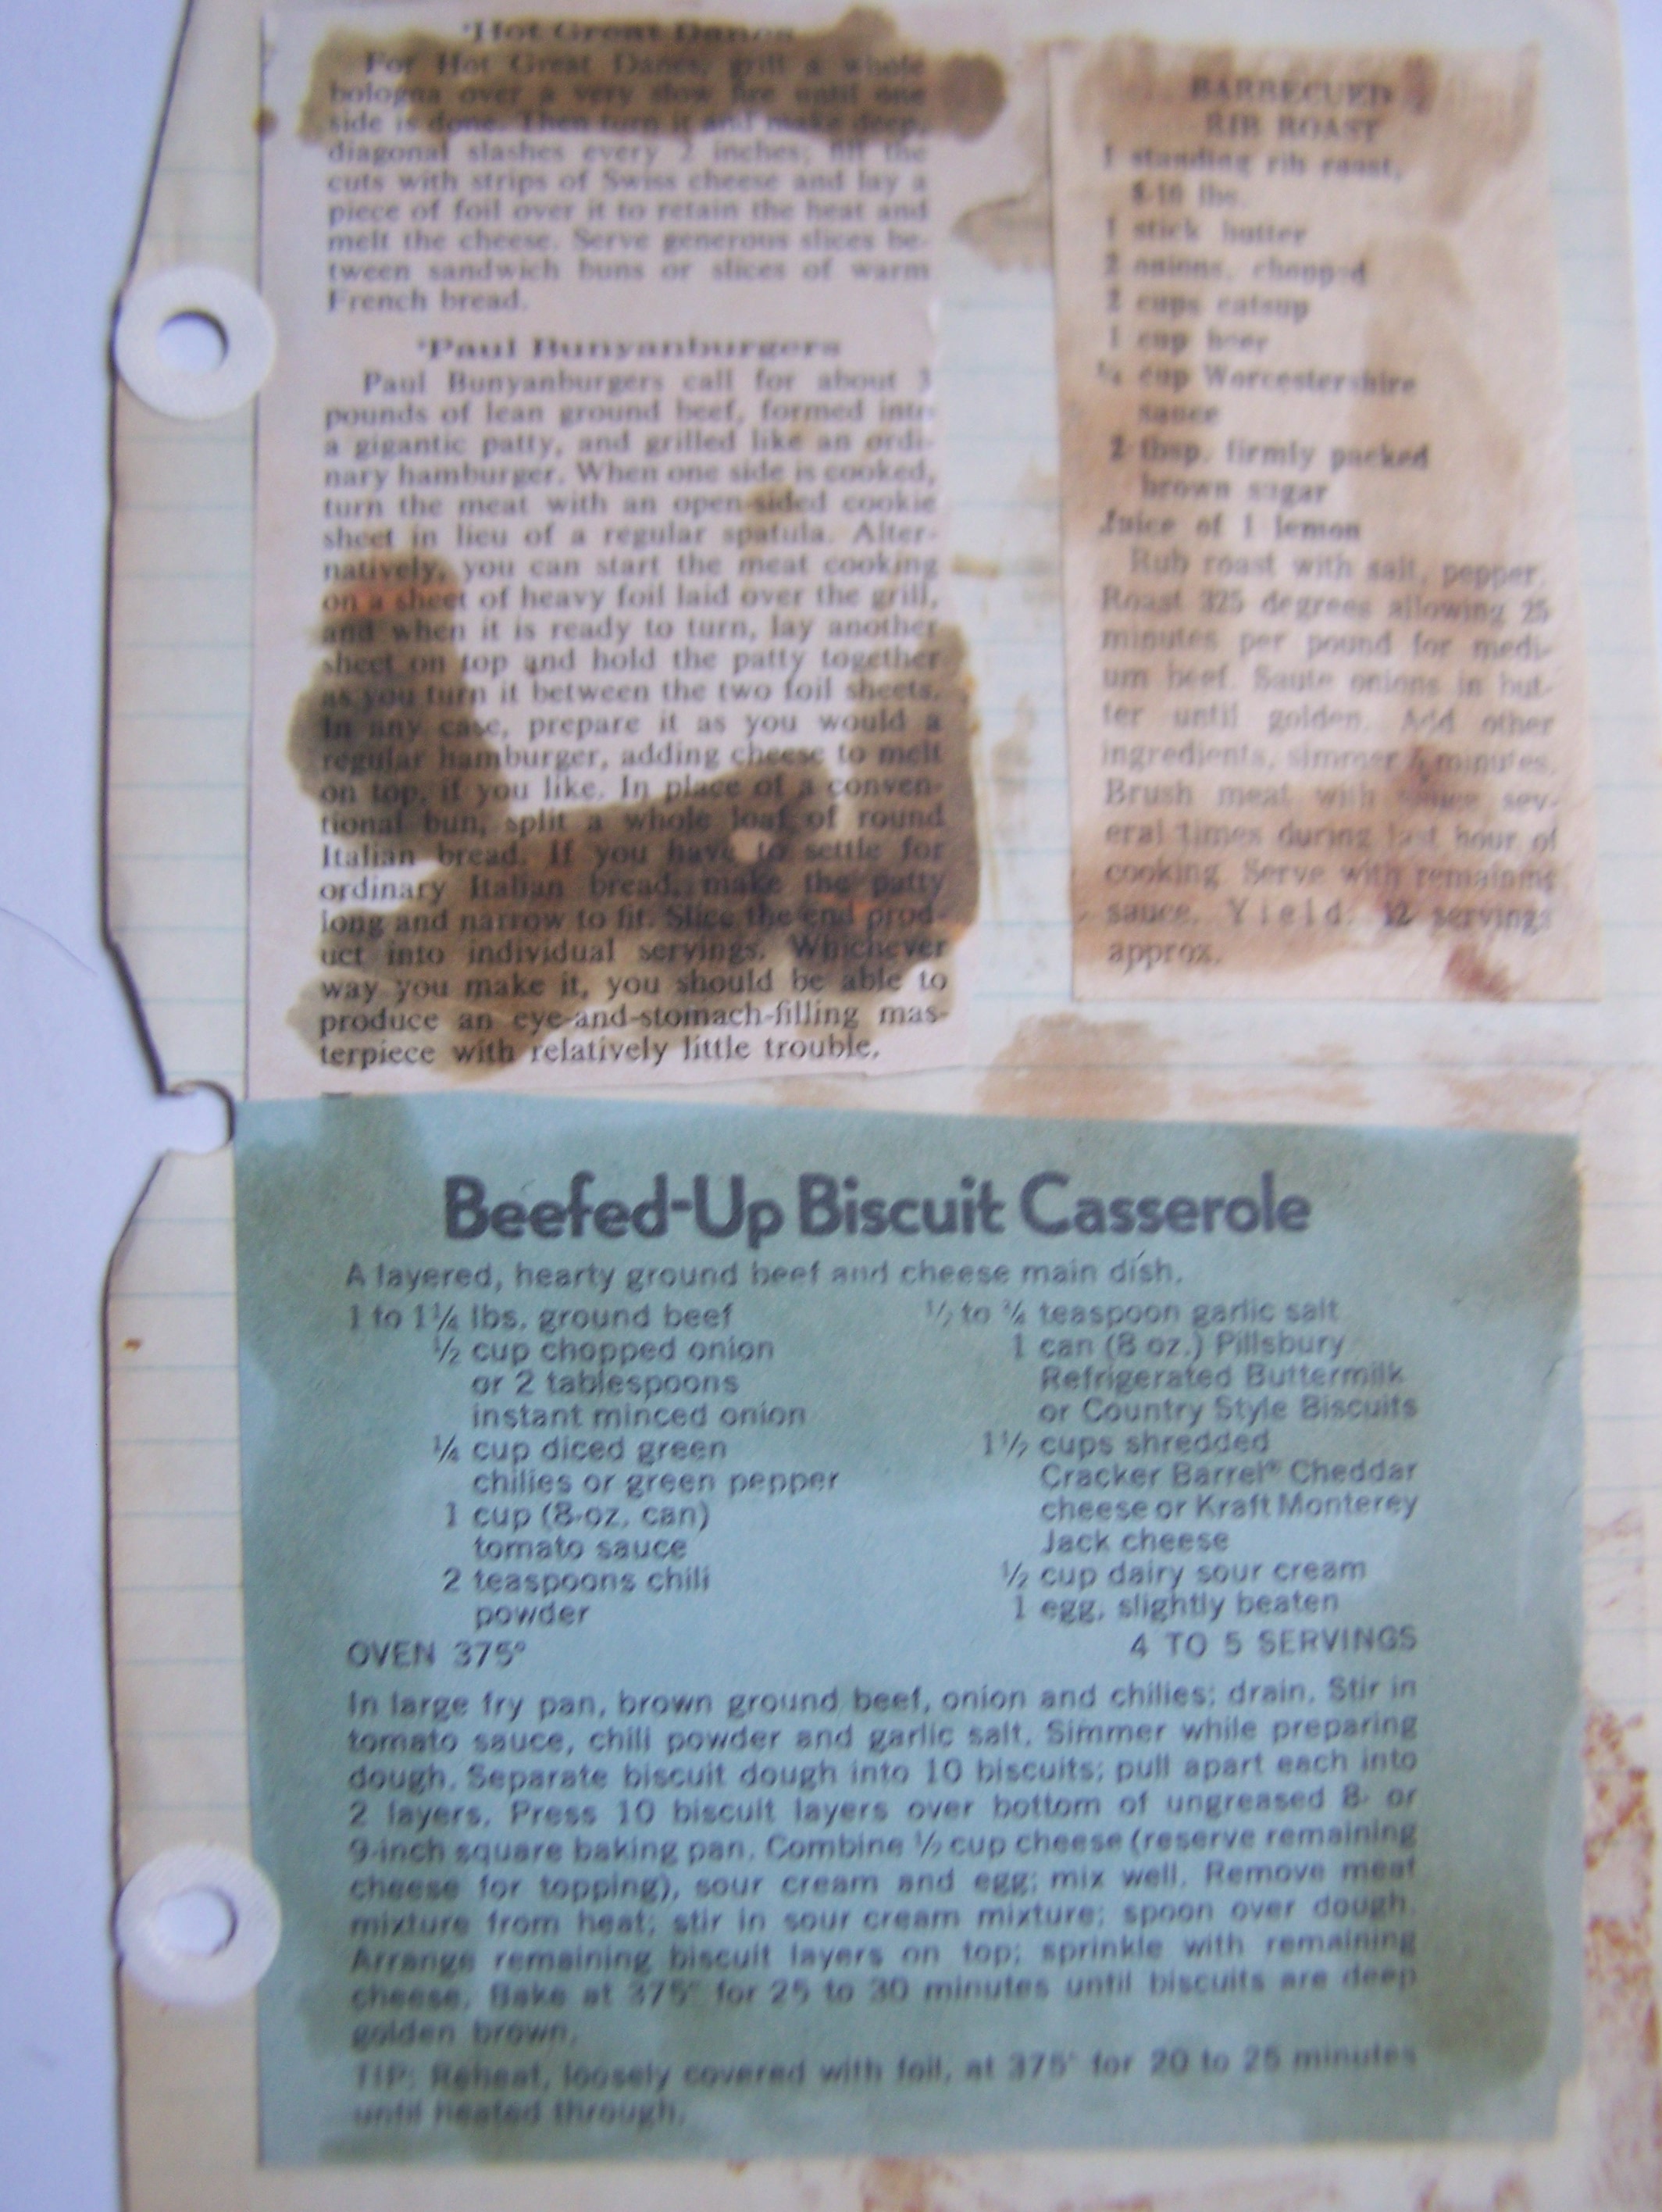 *Hot Great Danes
For Hot Great Danes, grill a whole
bologna over a very slow fire until one
side is done. Then turn it and make deep,
diagonal slashes every 2 inches; fill the
cuts with strips of Swiss cheese and lay a
piece of foil over it to retain the heat and
melt the cheese. Serve generous slices be-
tween sandwich buns or slices of warm
French bread.
*Paul Bunyanburgers
Paul Bunyanburgers call for about 3
pounds of lean ground beef, formed into
a gigantic patty, and grilled like an ordi-
nary hamburger. When one side is cooked,
turn the meat with an open-sided cookie
sheet in lieu of a regular spatula. Alter-
natively, you can start the meat cooking
on a sheet of heavy foil laid over the grill,
and when it is ready to turn, lay another
sheet on top and hold the patty together
as you turn it between the two foil sheets.
In any case, prepare it as you would a
regular hamburger, adding cheese to melt
on top, if you like. In place of a conven-
tional bun, split a whole loaf of round
Italian bread. If you have to settle for
ordinary Italian bread, make the patty
long and narrow to fit. Slice the end prod-
uct into individual servings. Whichever
way you make it, you should be able to
produce an eye-and-stomach-filling mas-
terpiece with relatively little trouble.
BARBECUED
RIB ROAST
1 standing rib roast,
8-10 lbs.
1 stick butter
2 onions, chopped
2 cups catsup
1 cup beer
¼ cup Worcestershire
sauce
2 tbsp. firmly packed
brown sugar
Juice of 1 lemon
Rub roast with salt, pepper.
Roast 325 degrees allowing 25
minutes per pound for medi-
um beef. Saute onions in but-
ter until golden. Add other
ingredients, simmer 5 minutes.
Brush meat with sauce sev-
eral times during last hour of
cooking. Serve with remaining
sauce. Yield: 12 servings
approx.
Beefed-Up Biscuit Casserole
A layered, hearty ground beef and cheese main dish.
1 to 1¼ lbs. ground beef
½ cup chopped onion
or 2 tablespoons
instant minced onion
¼ cup diced green
chilies or green pepper
1 cup (8-oz. can)
tomato sauce
2 teaspoons chili
powder
½ to ¾ teaspoon garlic salt
1 can (8 oz.) Pillsbury
Refrigerated Buttermilk
or Country Style Biscuits
1½ cups shredded
Cracker Barrel® Cheddar
cheese or Kraft Monterey
Jack cheese
½ cup dairy sour cream
1 egg, slightly beaten
OVEN 375° 4 TO 5 SERVINGS
In large fry pan, brown ground beef, onion and chilies; drain. Stir in
tomato sauce, chili powder and garlic salt. Simmer while preparing
dough. Separate biscuit dough into 10 biscuits; pull apart each into
2 layers. Press 10 biscuit layers over bottom of ungreased 8- or
9-inch square baking pan. Combine ½ cup cheese (reserve remaining
cheese for topping), sour cream and egg; mix well. Remove meat
mixture from heat; stir in sour cream mixture; spoon over dough.
Arrange remaining biscuit layers on top; sprinkle with remaining
cheese. Bake at 375° for 25 to 30 minutes until biscuits are deep
golden brown.
TIP: Reheat, loosely covered with foil, at 375° for 20 to 25 minutes
until heated through.